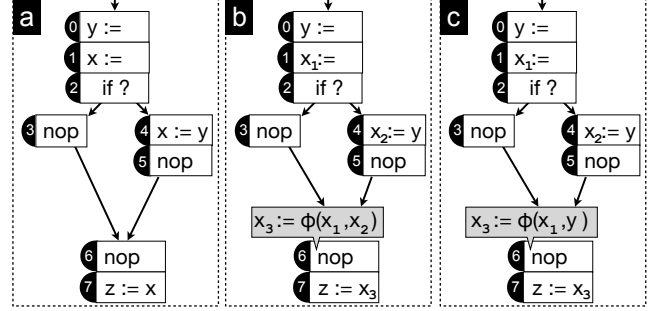 a
0 y :=
1 x :=
2 if ?
3 nop
4 x := y
5 nop
6 nop
7 z := x
b
0 y :=
1 x₁:=
2 if ?
3 nop
4 x₂:= y
5 nop
x₃:= ϕ(x₁,x₂)
6 nop
7 z := x₃
c
0 y :=
1 x₁:=
2 if ?
3 nop
4 x₂:= y
5 nop
x₃:= ϕ(x₁,y )
6 nop
7 z := x₃